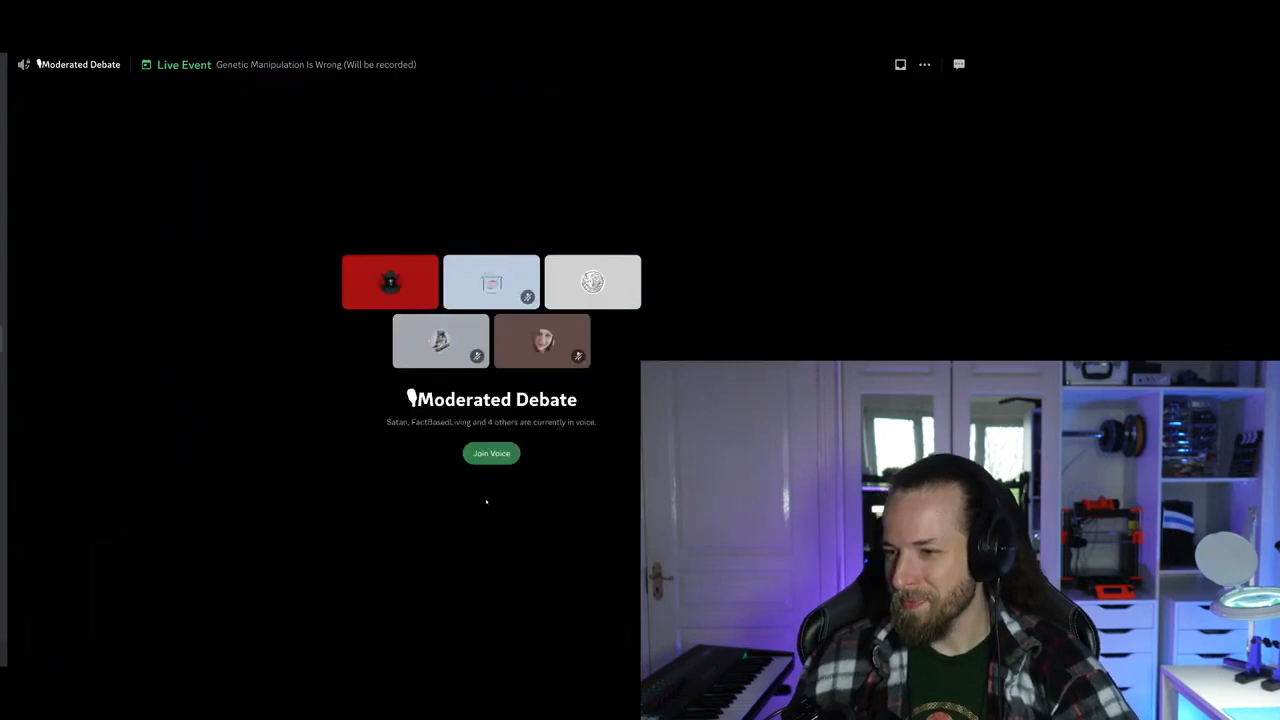 Moderated Debate
Live Event Genetic Manipulation Is Wrong (Will be recorded)
Moderated Debate
Satan, FactBasedLiving and 4 others are currently in voice.
Join Voice